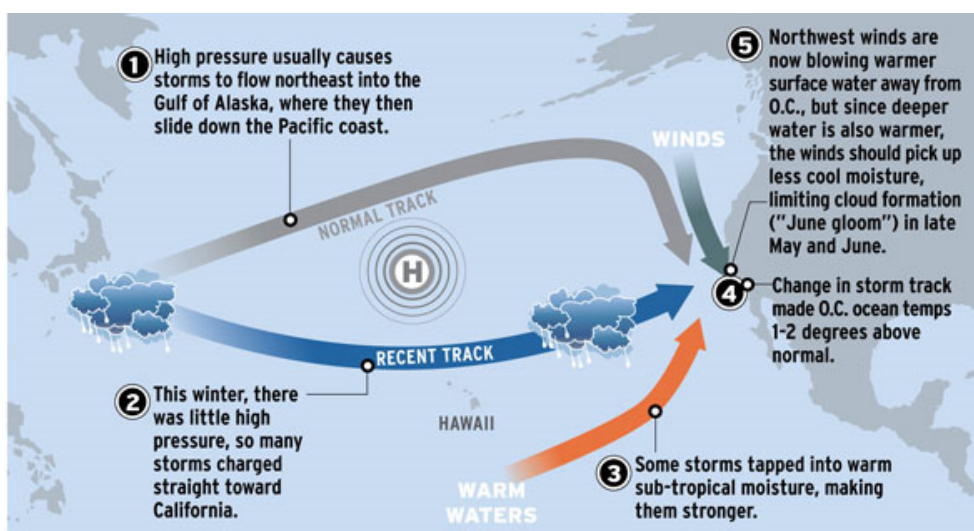 1 High pressure usually causes
storms to flow northeast into the
Gulf of Alaska, where they then
slide down the Pacific coast.
NORMAL TRACK
H
RECENT TRACK
2 This winter, there
was little high
pressure, so many
storms charged
straight toward
California.
HAWAII
WARM
WATERS
3 Some storms tapped into warm
sub-tropical moisture, making
them stronger.
4 Change in storm track
made O.C. ocean temps
1-2 degrees above
normal.
WINDS
5 Northwest winds are
now blowing warmer
surface water away from
O.C., but since deeper
water is also warmer,
the winds should pick up
less cool moisture,
limiting cloud formation
("June gloom") in late
May and June.